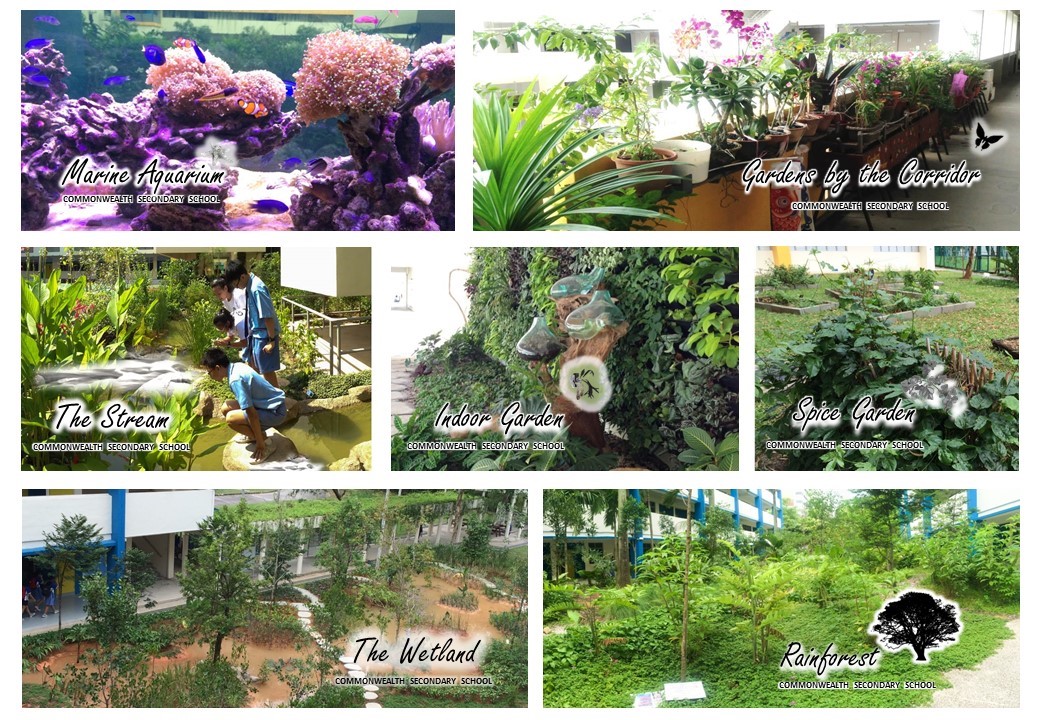 Marine Aquarium
COMMONWEALTH SECONDARY SCHOOL
Gardens by the Corridor
COMMONWEALTH SECONDARY SCHOOL
The Stream
COMMONWEALTH SECONDARY SCHOOL
Indoor Garden
COMMONWEALTH SECONDARY SCHOOL
Spice Garden
COMMONWEALTH SECONDARY SCHOOL
The Wetland
COMMONWEALTH SECONDARY SCHOOL
Rainforest
COMMONWEALTH SECONDARY SCHOOL